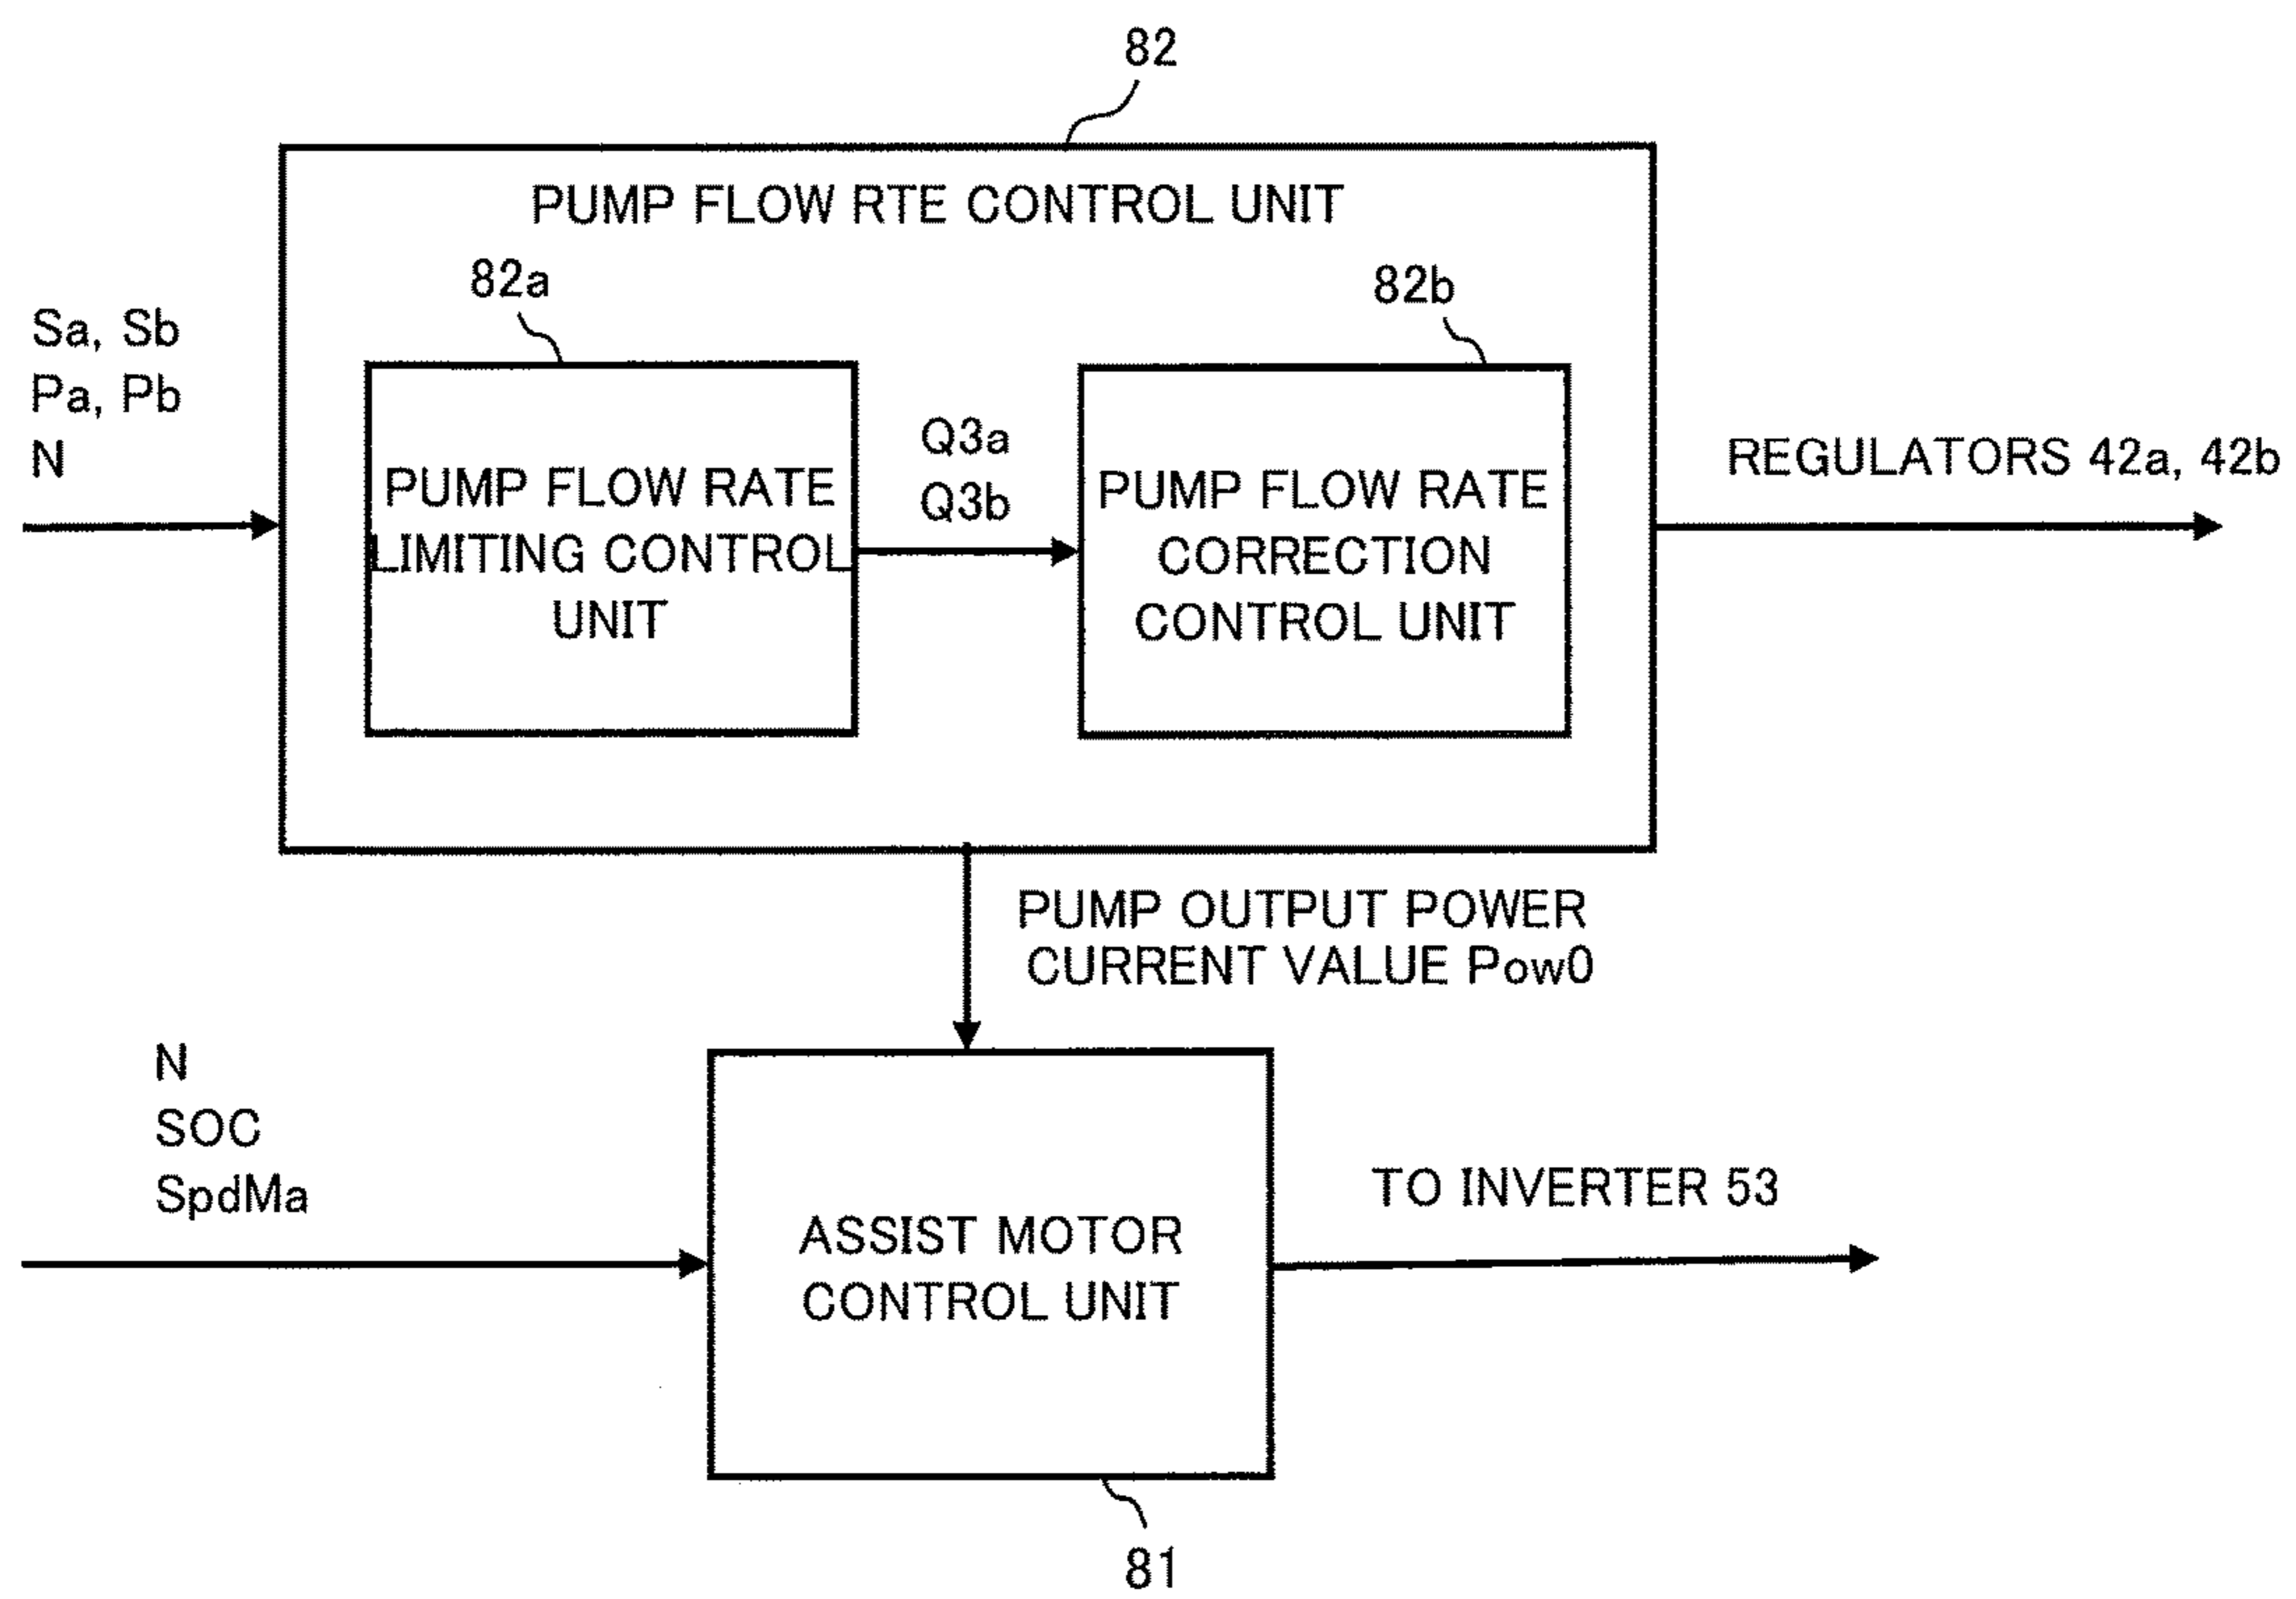 82
PUMP FLOW RTE CONTROL UNIT
82a
82b
Sa, Sb
Pa, Pb
N
PUMP FLOW RATE
LIMITING CONTROL
UNIT
Q3a
Q3b
PUMP FLOW RATE
CORRECTION
CONTROL UNIT
REGULATORS 42a, 42b
PUMP OUTPUT POWER
CURRENT VALUE Pow0
N
SOC
SpdMa
ASSIST MOTOR
CONTROL UNIT
TO INVERTER 53
81